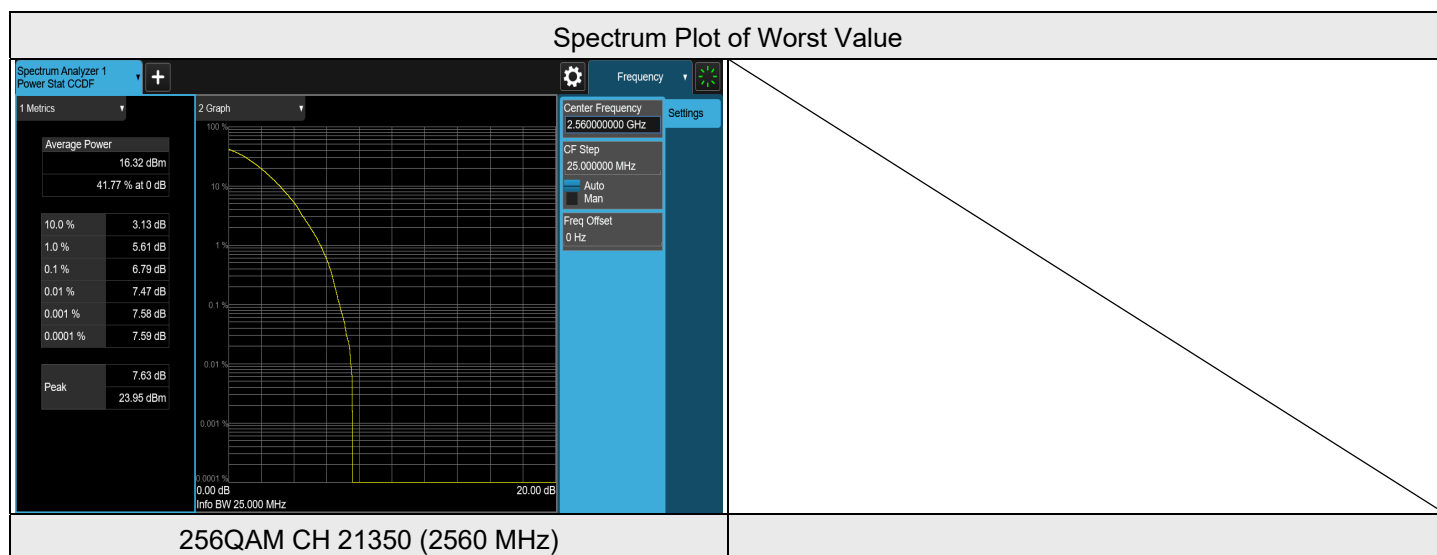 Spectrum Plot of Worst Value
Spectrum Analyzer 1
Power Stat CCDF
+
Frequency
1 Metrics
2 Graph
Center Frequency
2.560000000 GHz
Settings
CF Step
25.000000 MHz
Auto
Man
Freq Offset
0 Hz
Average Power
16.32 dBm
41.77 % at 0 dB
10.0 % 3.13 dB
1.0 % 5.61 dB
0.1 % 6.79 dB
0.01 % 7.47 dB
0.001 % 7.58 dB
0.0001 % 7.59 dB
Peak 7.63 dB
23.95 dBm
100 %
10 %
1 %
0.1 %
0.01 %
0.001 %
0.0001 %
0.00 dB 20.00 dB
Info BW 25.000 MHz
256QAM CH 21350 (2560 MHz)